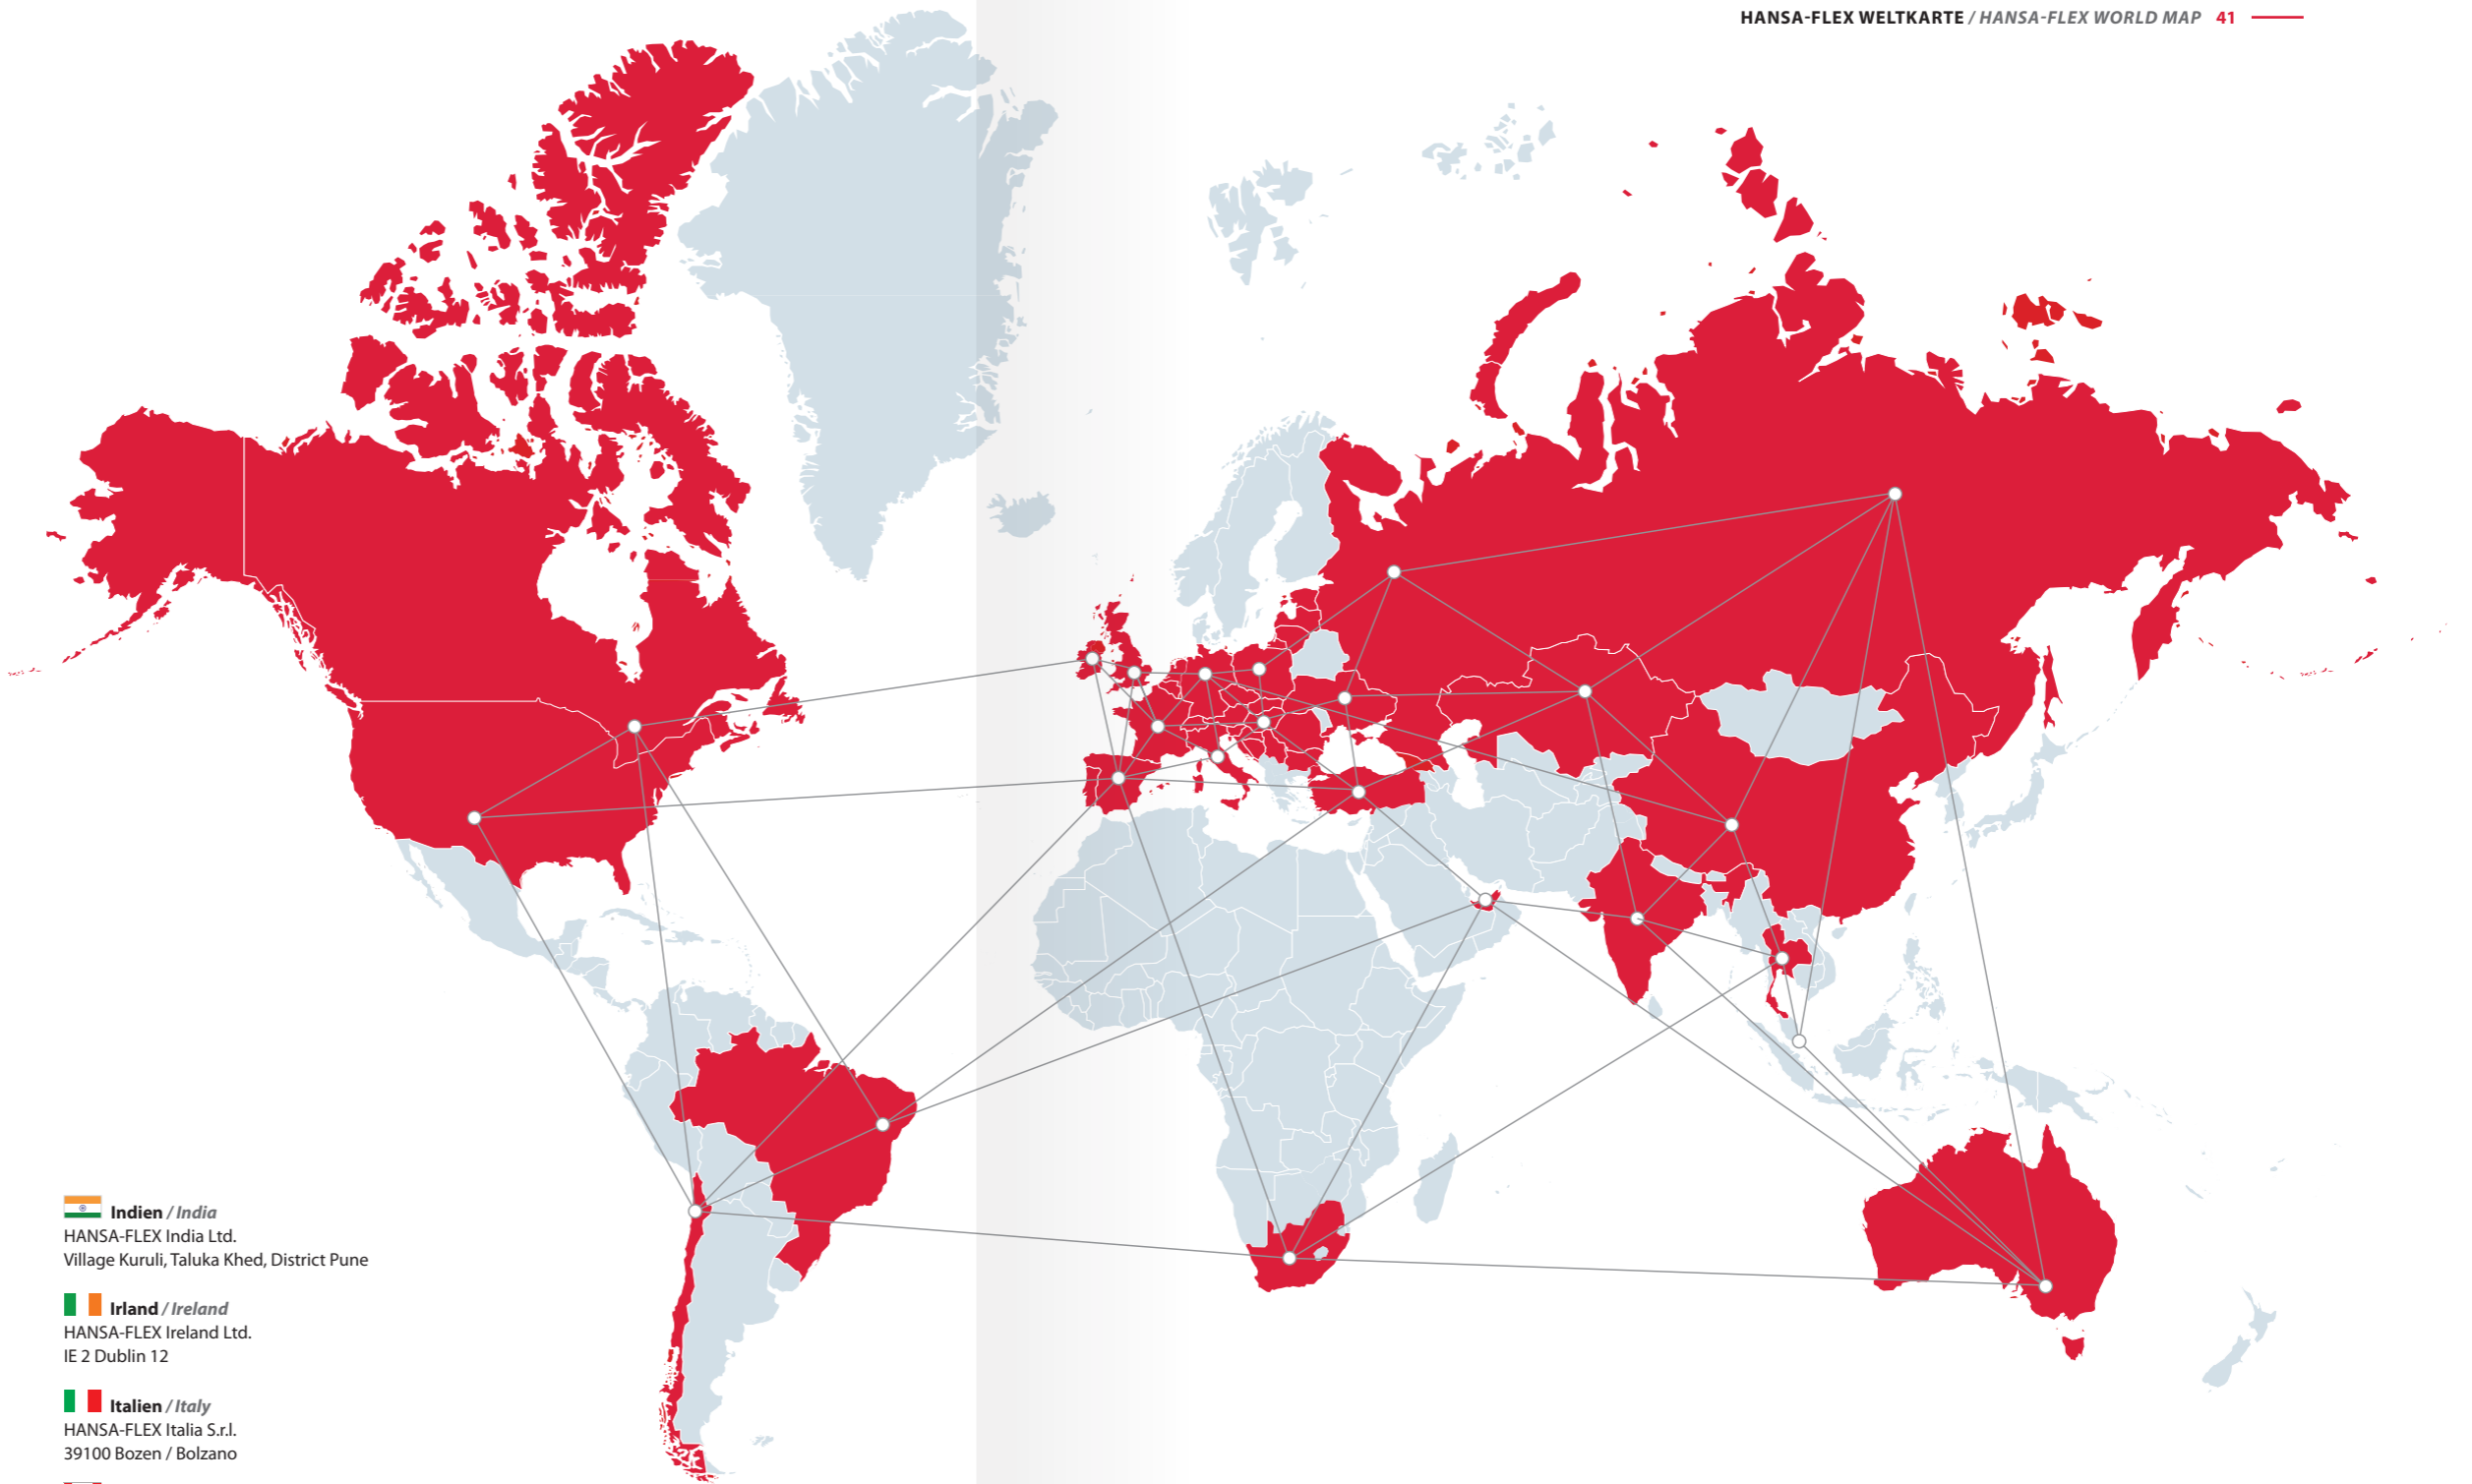 HANSA-FLEX WELTKARTE / HANSA-FLEX WORLD MAP 41
Indien / India
HANSA-FLEX India Ltd.
Village Kuruli, Taluka Khed, District Pune
Irland / Ireland
HANSA-FLEX Ireland Ltd.
IE 2 Dublin 12
Italien / Italy
HANSA-FLEX Italia S.r.l.
39100 Bozen / Bolzano